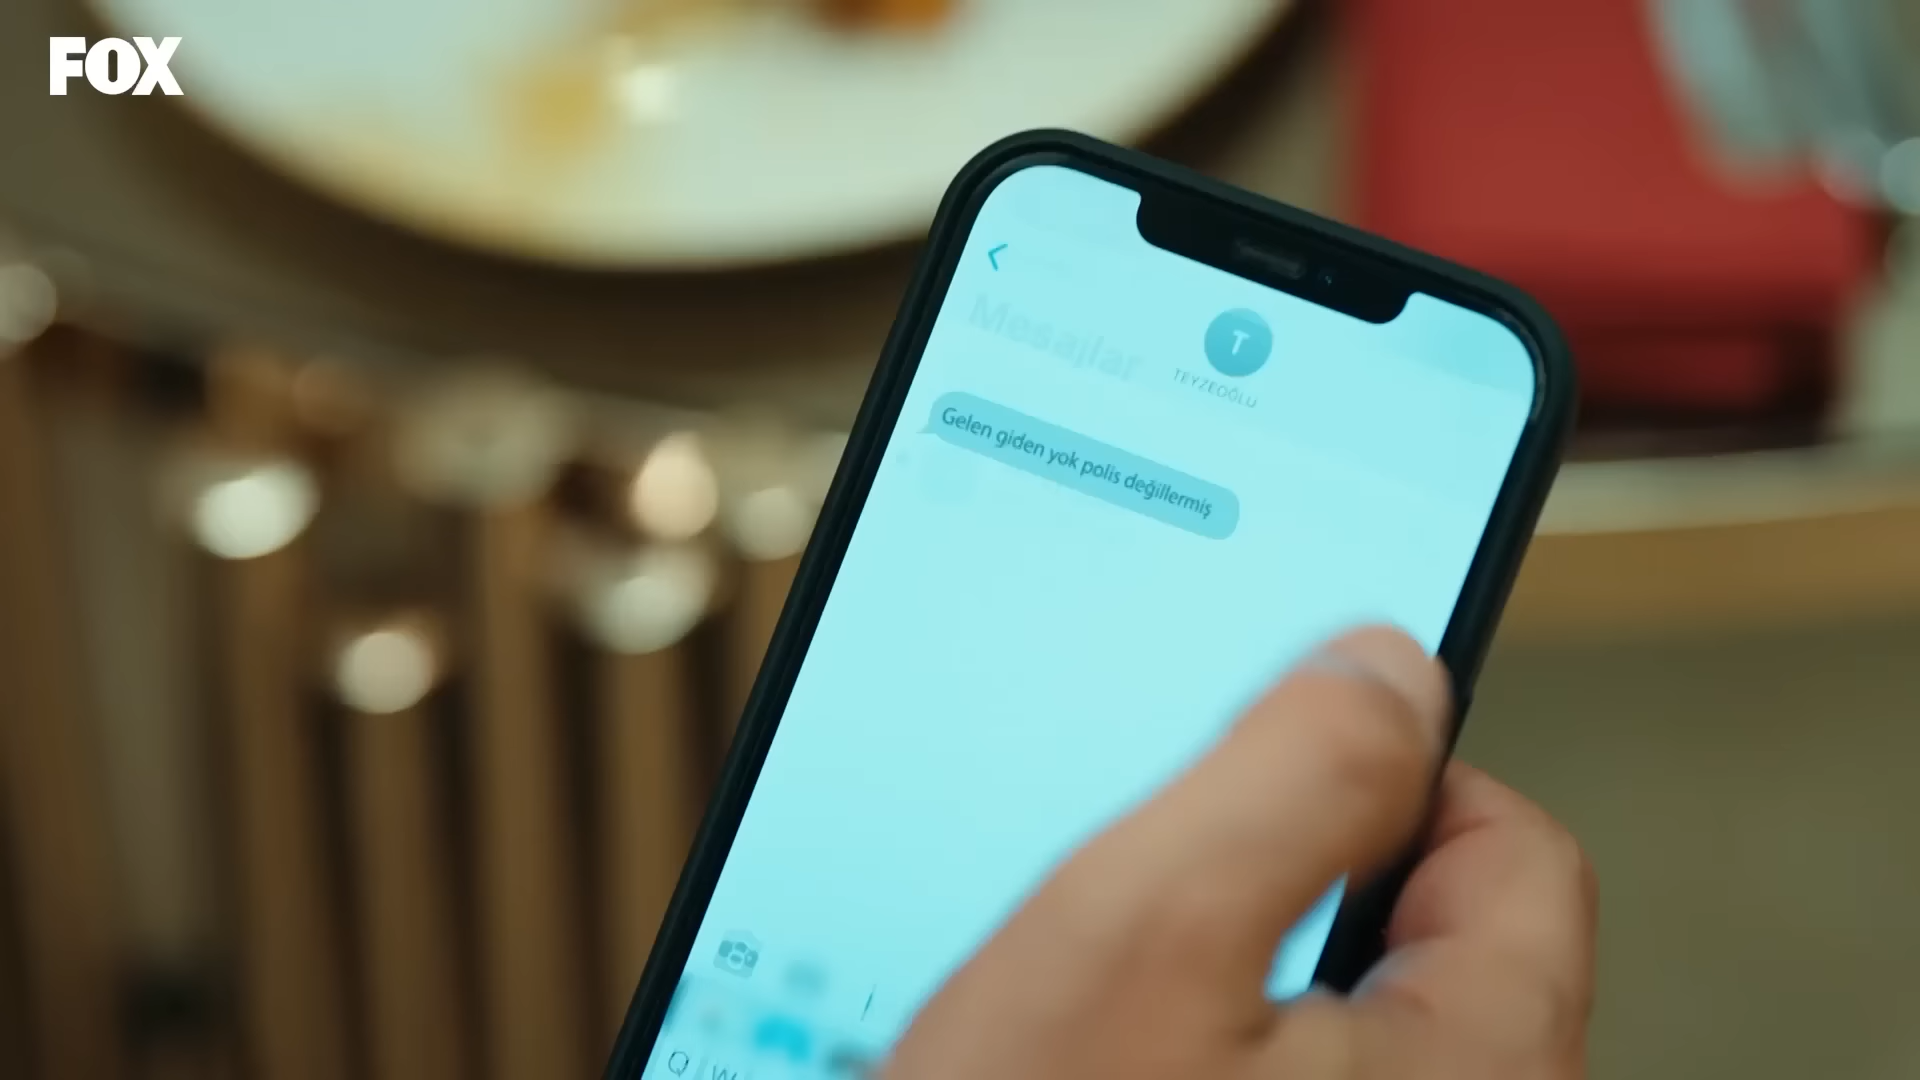 FOX
Mesajlar
T
TEYZEOĞLU
Gelen giden yok polis değillermiş
Q W